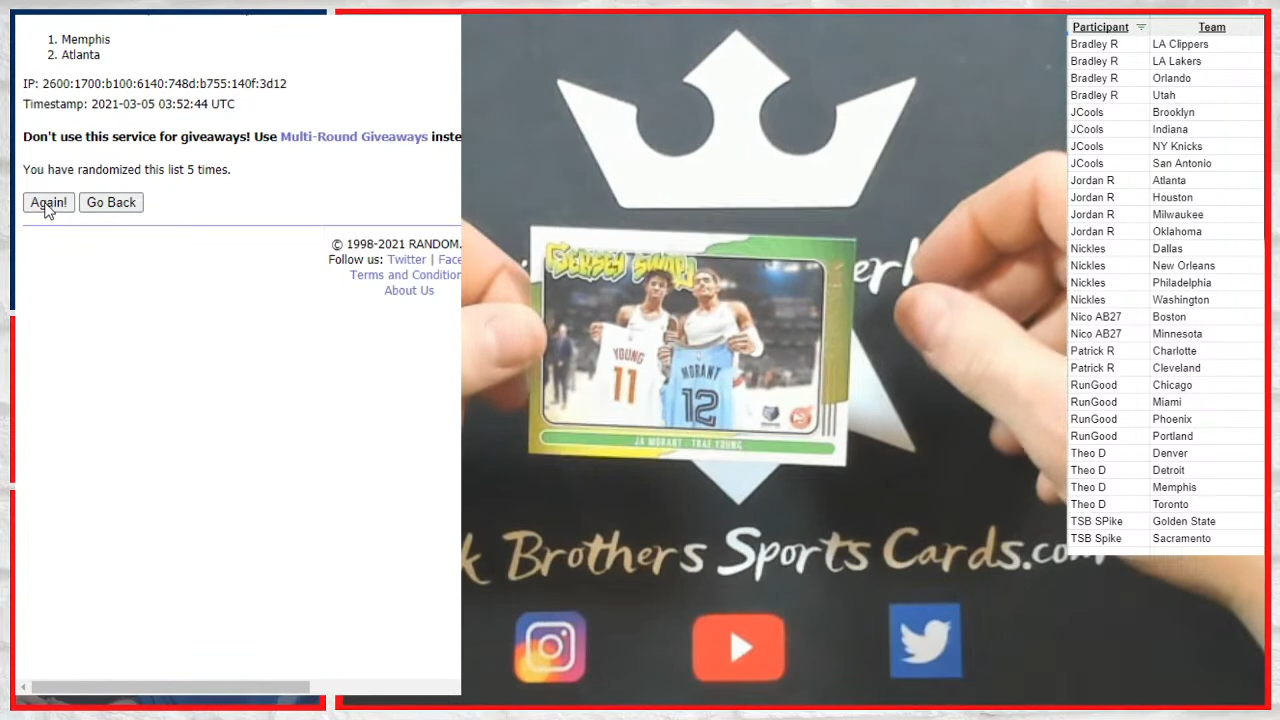 1. Memphis
2. Atlanta
IP: 2600:1700:b100:6140:748d:b755:140f:3d12
Timestamp: 2021-03-05 03:52:44 UTC
Don't use this service for giveaways! Use Multi-Round Giveaways inste
You have randomized this list 5 times.
Again! Go Back
© 1998-2021 RANDOM.
Follow us: Twitter | Face
Terms and Condition
About Us
JERSEY SWAP
YOUNG
11
MORANT
12
JA MORANT - TRAE YOUNG
k Brothers Sports Cards.com
Participant Team
Bradley R LA Clippers
Bradley R LA Lakers
Bradley R Orlando
Bradley R Utah
JCools Brooklyn
JCools Indiana
JCools NY Knicks
JCools San Antonio
Jordan R Atlanta
Jordan R Houston
Jordan R Milwaukee
Jordan R Oklahoma
Nickles Dallas
Nickles New Orleans
Nickles Philadelphia
Nickles Washington
Nico AB27 Boston
Nico AB27 Minnesota
Patrick R Charlotte
Patrick R Cleveland
RunGood Chicago
RunGood Miami
RunGood Phoenix
RunGood Portland
Theo D Denver
Theo D Detroit
Theo D Memphis
Theo D Toronto
TSB SPike Golden State
TSB Spike Sacramento